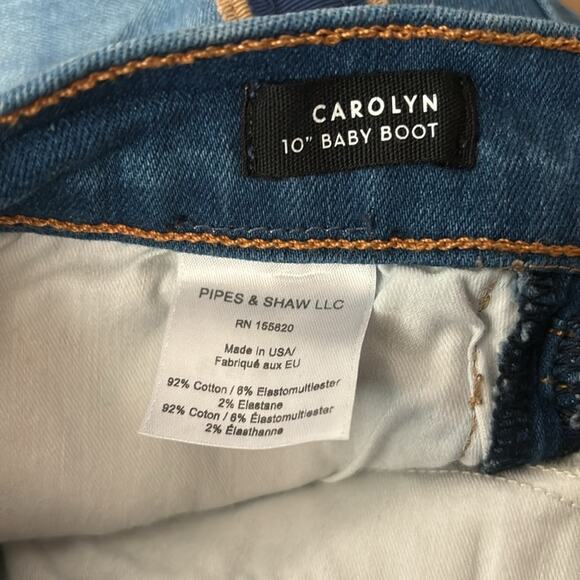 CAROLYN
10" BABY BOOT
PIPES & SHAW LLC
RN 155820
Made in USA/
Fabriqué aux EU
92% Cotton / 6% Elastomultiester
2% Elastane
92% Coton / 6% Élastomultiester
2% Élasthanne